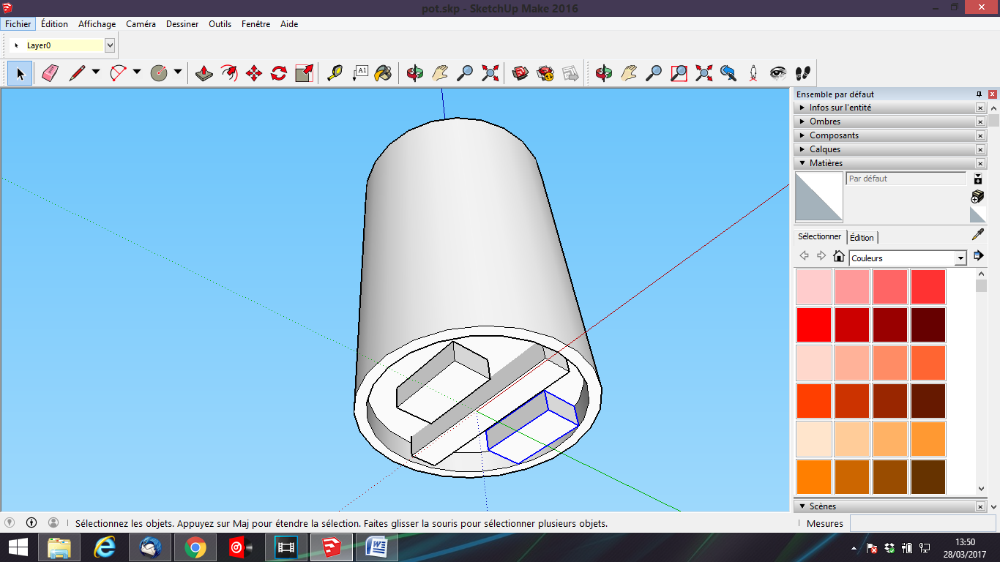 pot.skp - SketchUp Make 2016
Fichier Édition Affichage Caméra Dessiner Outils Fenêtre Aide
Layer0
A1
Ensemble par défaut
Infos sur l'entité
Ombres
Composants
Calques
Matières
Par défaut
Sélectionner Édition
Couleurs
Scènes
Sélectionnez les objets. Appuyez sur Maj pour étendre la sélection. Faites glisser la souris pour sélectionner plusieurs objets.
Mesures
13:50
28/03/2017